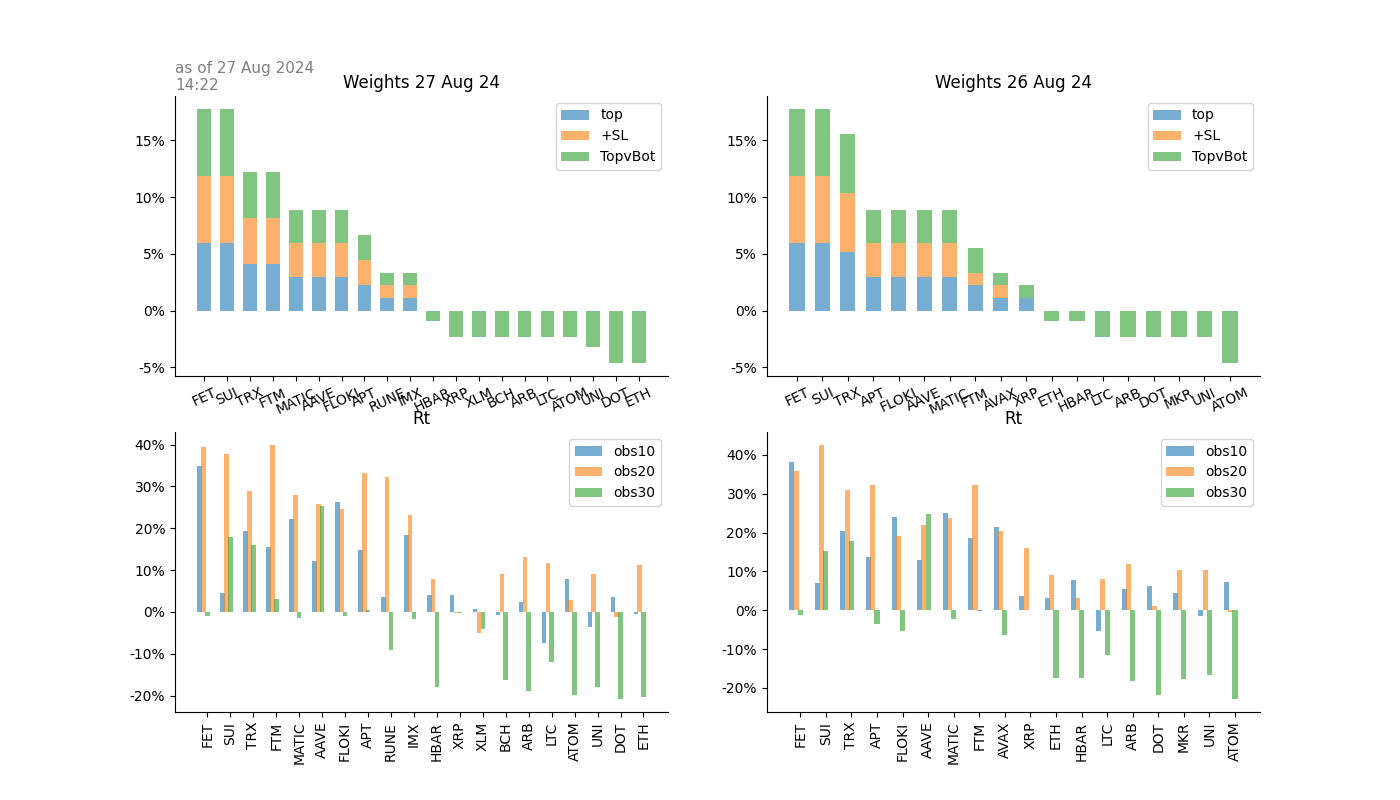 as of 27 Aug 2024
14:22
Weights 27 Aug 24
top
+SL
TopvBot
15%
10%
5%
0%
-5%
FET SUI TRX FTM MATIC AAVE FLOKI APT RUNE IMX HBAR XRP XLM BCH ARB LTC ATOM UNI DOT ETH
Weights 26 Aug 24
top
+SL
TopvBot
15%
10%
5%
0%
-5%
FET SUI TRX APT FLOKI AAVE MATIC FTM AVAX XRP ETH HBAR LTC ARB DOT MKR UNI ATOM
Rt
obs10
obs20
obs30
40%
30%
20%
10%
0%
-10%
-20%
FET SUI TRX FTM MATIC AAVE FLOKI APT RUNE IMX HBAR XRP XLM BCH ARB LTC ATOM UNI DOT ETH
Rt
obs10
obs20
obs30
40%
30%
20%
10%
0%
-10%
-20%
FET SUI TRX APT FLOKI AAVE MATIC FTM AVAX XRP ETH HBAR LTC ARB DOT MKR UNI ATOM